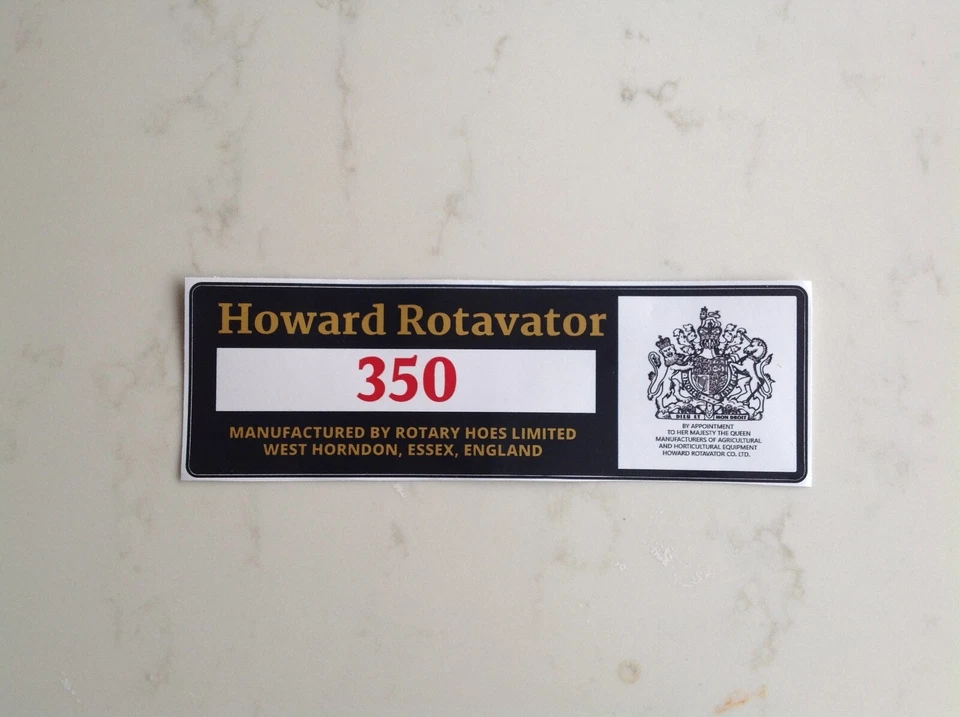 Howard Rotavator
350
MANUFACTURED BY ROTARY HOES LIMITED
WEST HORNDON, ESSEX, ENGLAND
DIEU ET MON DROIT
BY APPOINTMENT
TO HER MAJESTY THE QUEEN
MANUFACTURERS OF AGRICULTURAL
AND HORTICULTURAL EQUIPMENT
HOWARD ROTAVATOR CO. LTD.